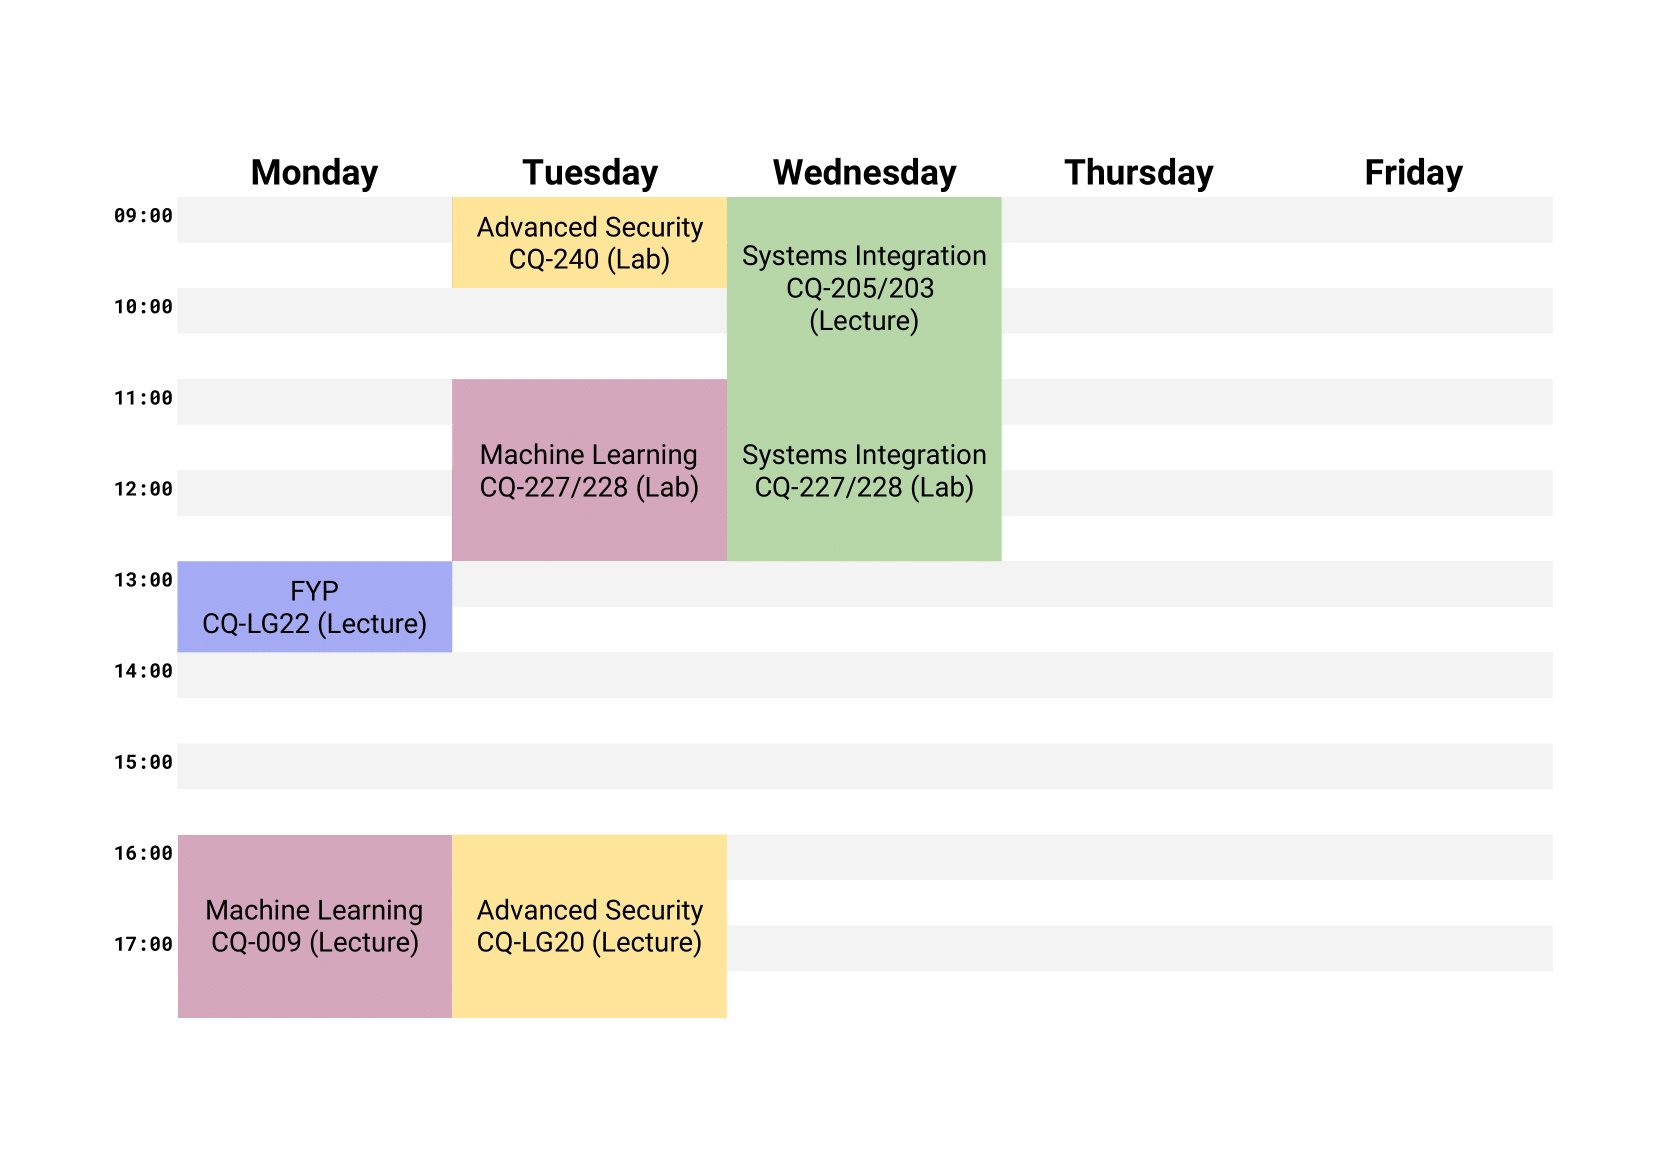 Monday Tuesday Wednesday Thursday Friday
09:00
Advanced Security
CQ-240 (Lab)
Systems Integration
CQ-205/203
(Lecture)
10:00
11:00
Machine Learning
CQ-227/228 (Lab)
Systems Integration
CQ-227/228 (Lab)
12:00
13:00
FYP
CQ-LG22 (Lecture)
14:00
15:00
16:00
Machine Learning
CQ-009 (Lecture)
Advanced Security
CQ-LG20 (Lecture)
17:00